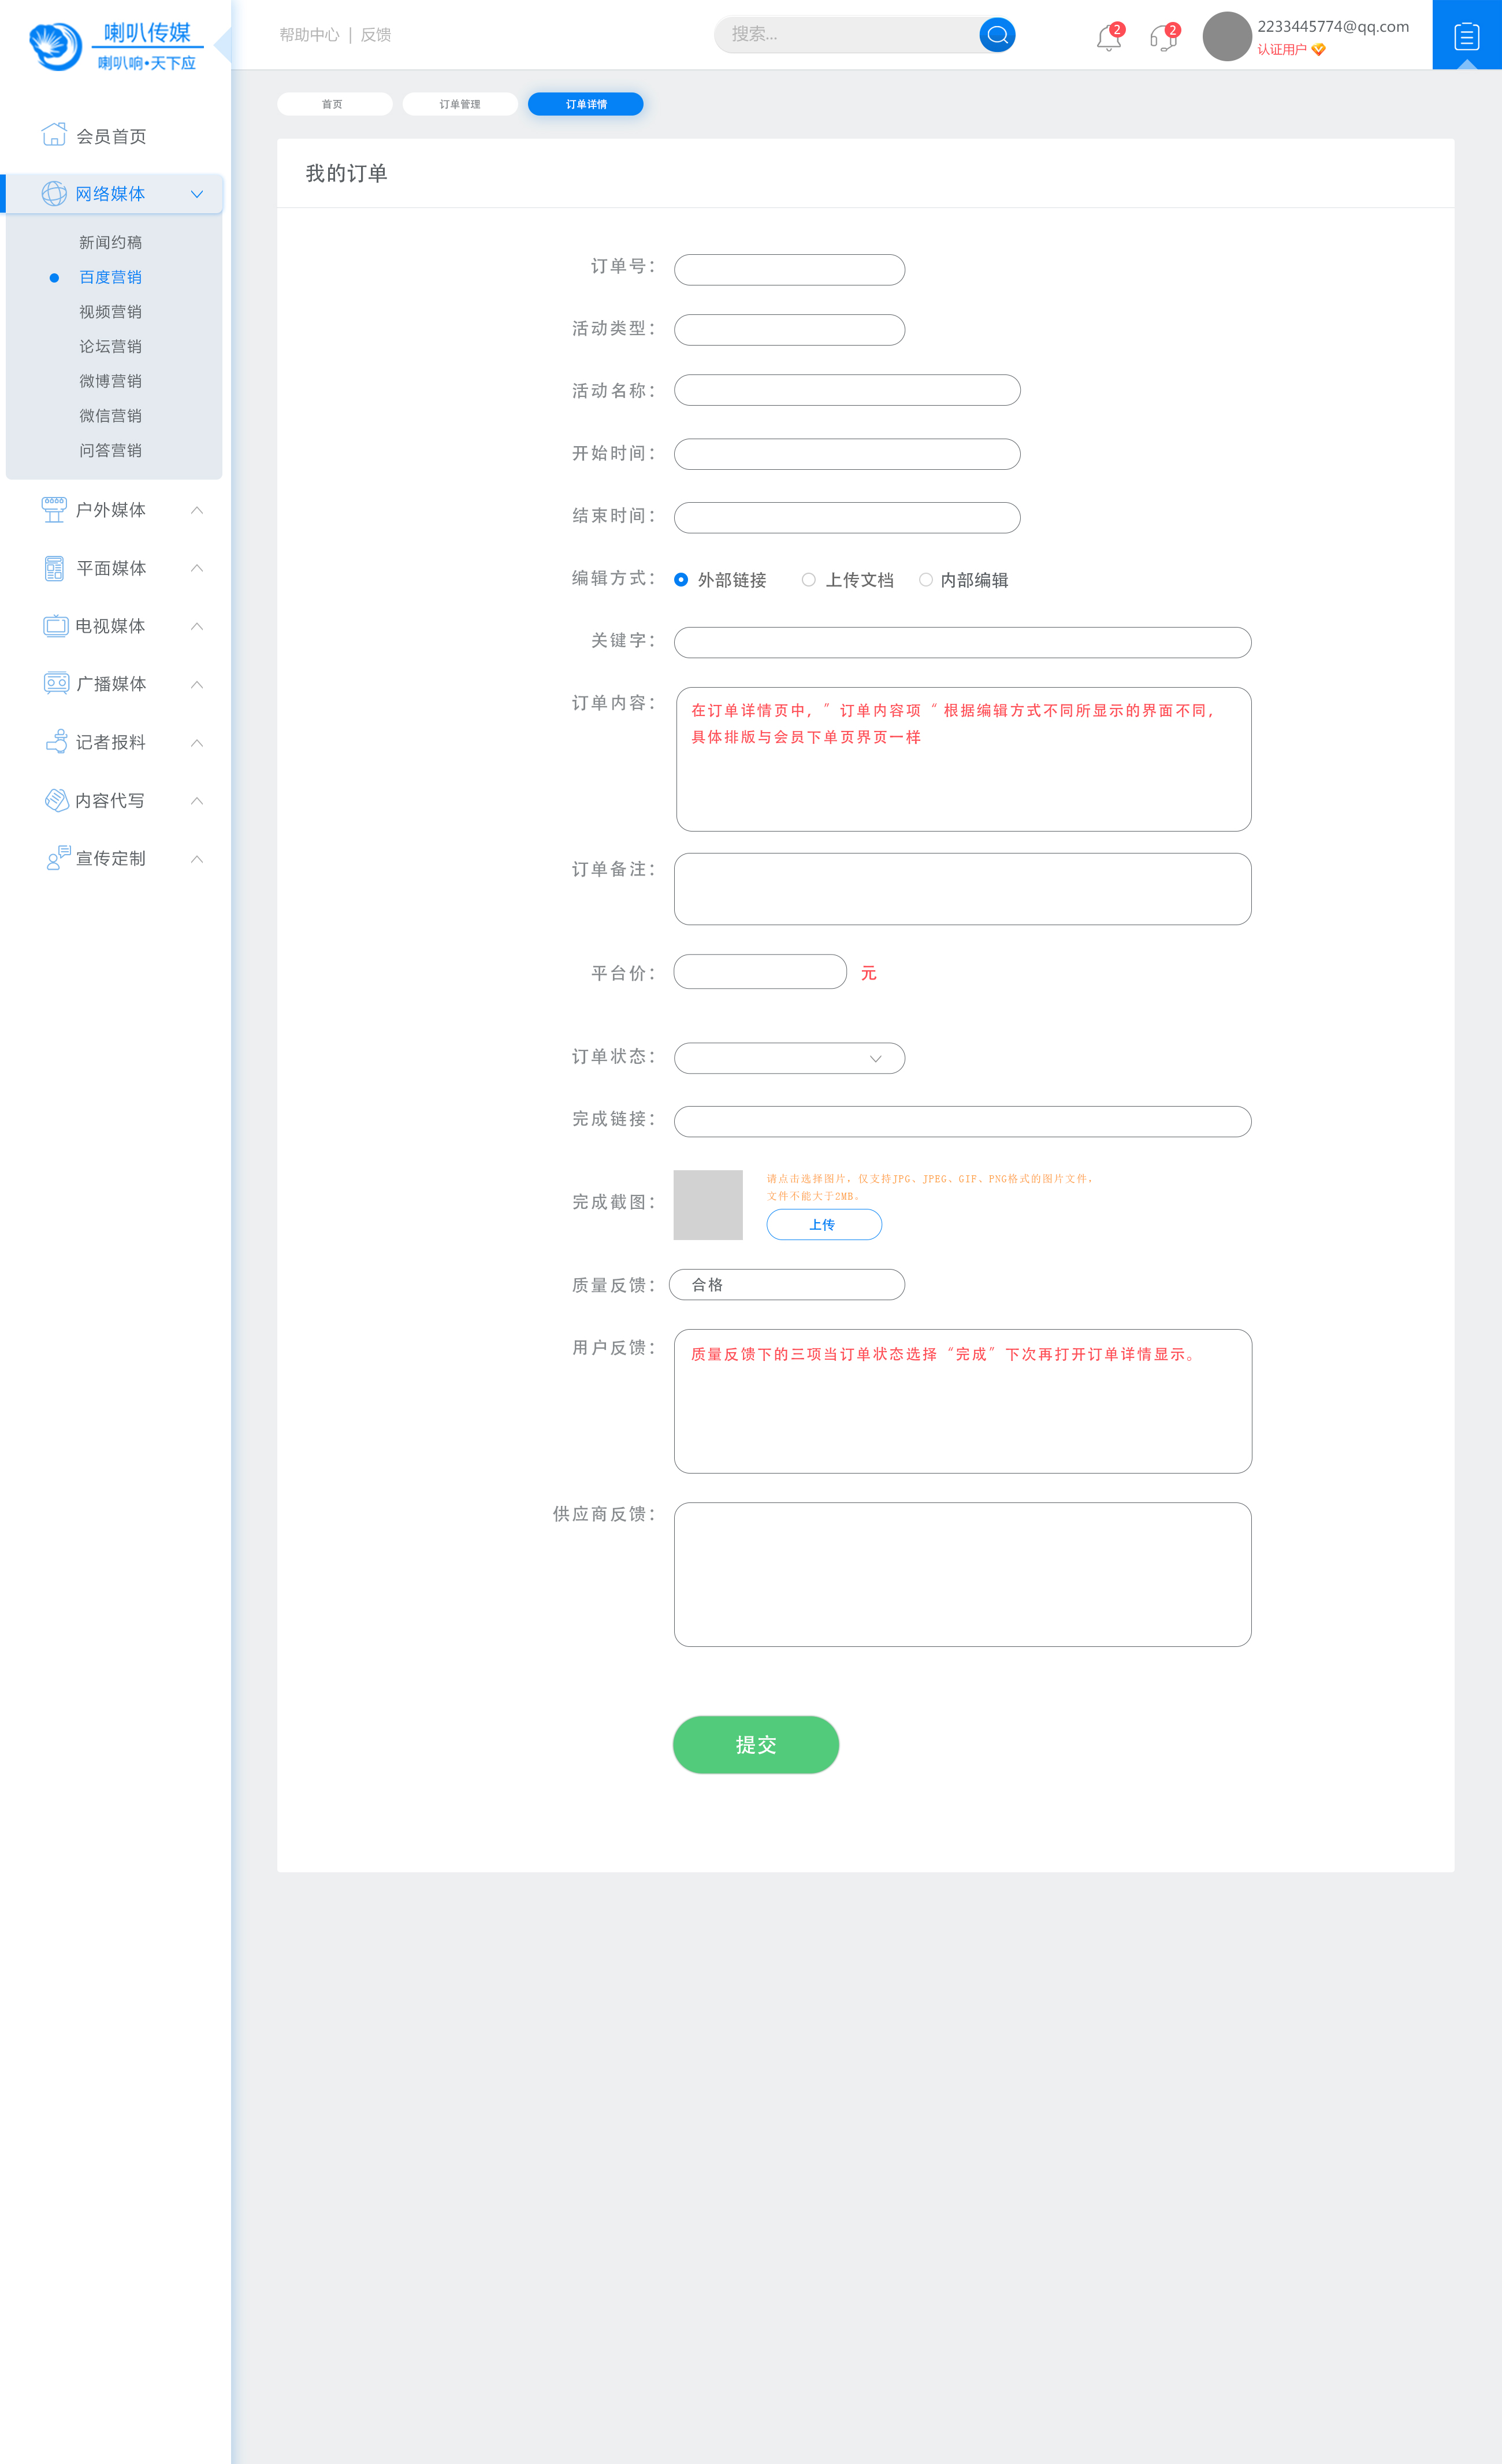 喇叭传媒
喇叭响•天下应
帮助中心 | 反馈
搜索...
2
2
2233445774@qq.com
认证用户
会员首页
网络媒体
新闻约稿
百度营销
视频营销
论坛营销
微博营销
微信营销
问答营销
户外媒体
平面媒体
电视媒体
广播媒体
记者报料
内容代写
宣传定制
首页
订单管理
订单详情
我的订单
订单号：
活动类型：
活动名称：
开始时间：
结束时间：
编辑方式： 外部链接 上传文档 内部编辑
关键字：
订单内容：
在订单详情页中，”订单内容项“根据编辑方式不同所显示的界面不同，
具体排版与会员下单页界页一样
订单备注：
平台价： 元
订单状态：
完成链接：
完成截图：
请点击选择图片，仅支持JPG、JPEG、GIF、PNG格式的图片文件，
文件不能大于2MB。
上传
质量反馈： 合格
用户反馈：
质量反馈下的三项当订单状态选择“完成”下次再打开订单详情显示。
供应商反馈：
提交